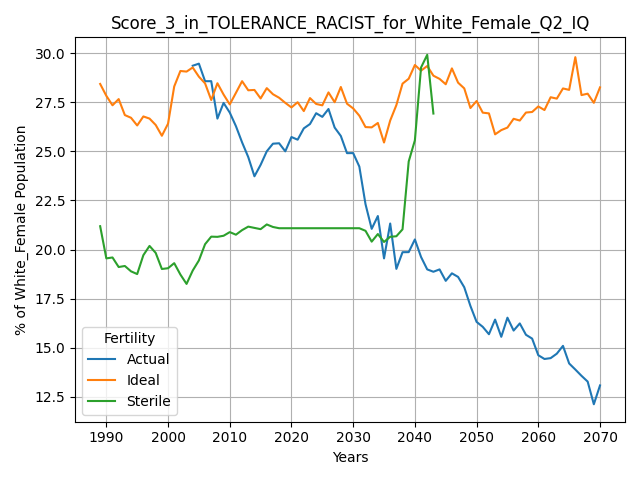 Score_3_in_TOLERANCE_RACIST_for_White_Female_Q2_IQ
% of White_Female Population
30.0
27.5
25.0
22.5
20.0
17.5
15.0
12.5
Fertility
Actual
Ideal
Sterile
1990 2000 2010 2020 2030 2040 2050 2060 2070
Years